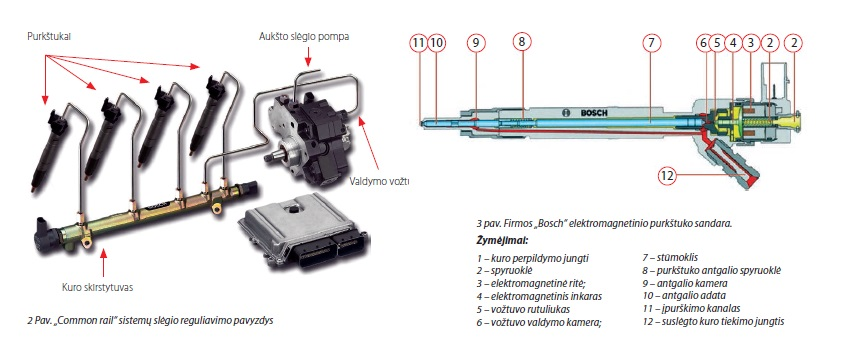 Purkštukai
Aukšto slėgio pompa
Kuro skirstytuvas
2 Pav. „Common rail” sistemų slėgio reguliavimo pavyzdys
11 10 9 8 7 6 5 4 3 2 2
BOSCH
12
3 pav. Firmos „Bosch” elektromagnetinio purkštuko sandara.
Žymėjimai:
1 – kuro perpildymo jungti
2 – spyruoklė
3 – elektromagnetinė ritė;
4 – elektromagnetinis inkaras
5 – vožtuvo rutuliukas
6 – vožtuvo valdymo kamera;
7 – stūmoklis
8 – purkštuko antgalio spyruoklė
9 – antgalio kamera
10 – antgalio adata
11 – įpurškimo kanalas
12 – suslėgto kuro tiekimo jungtis
Valdymo vožtu